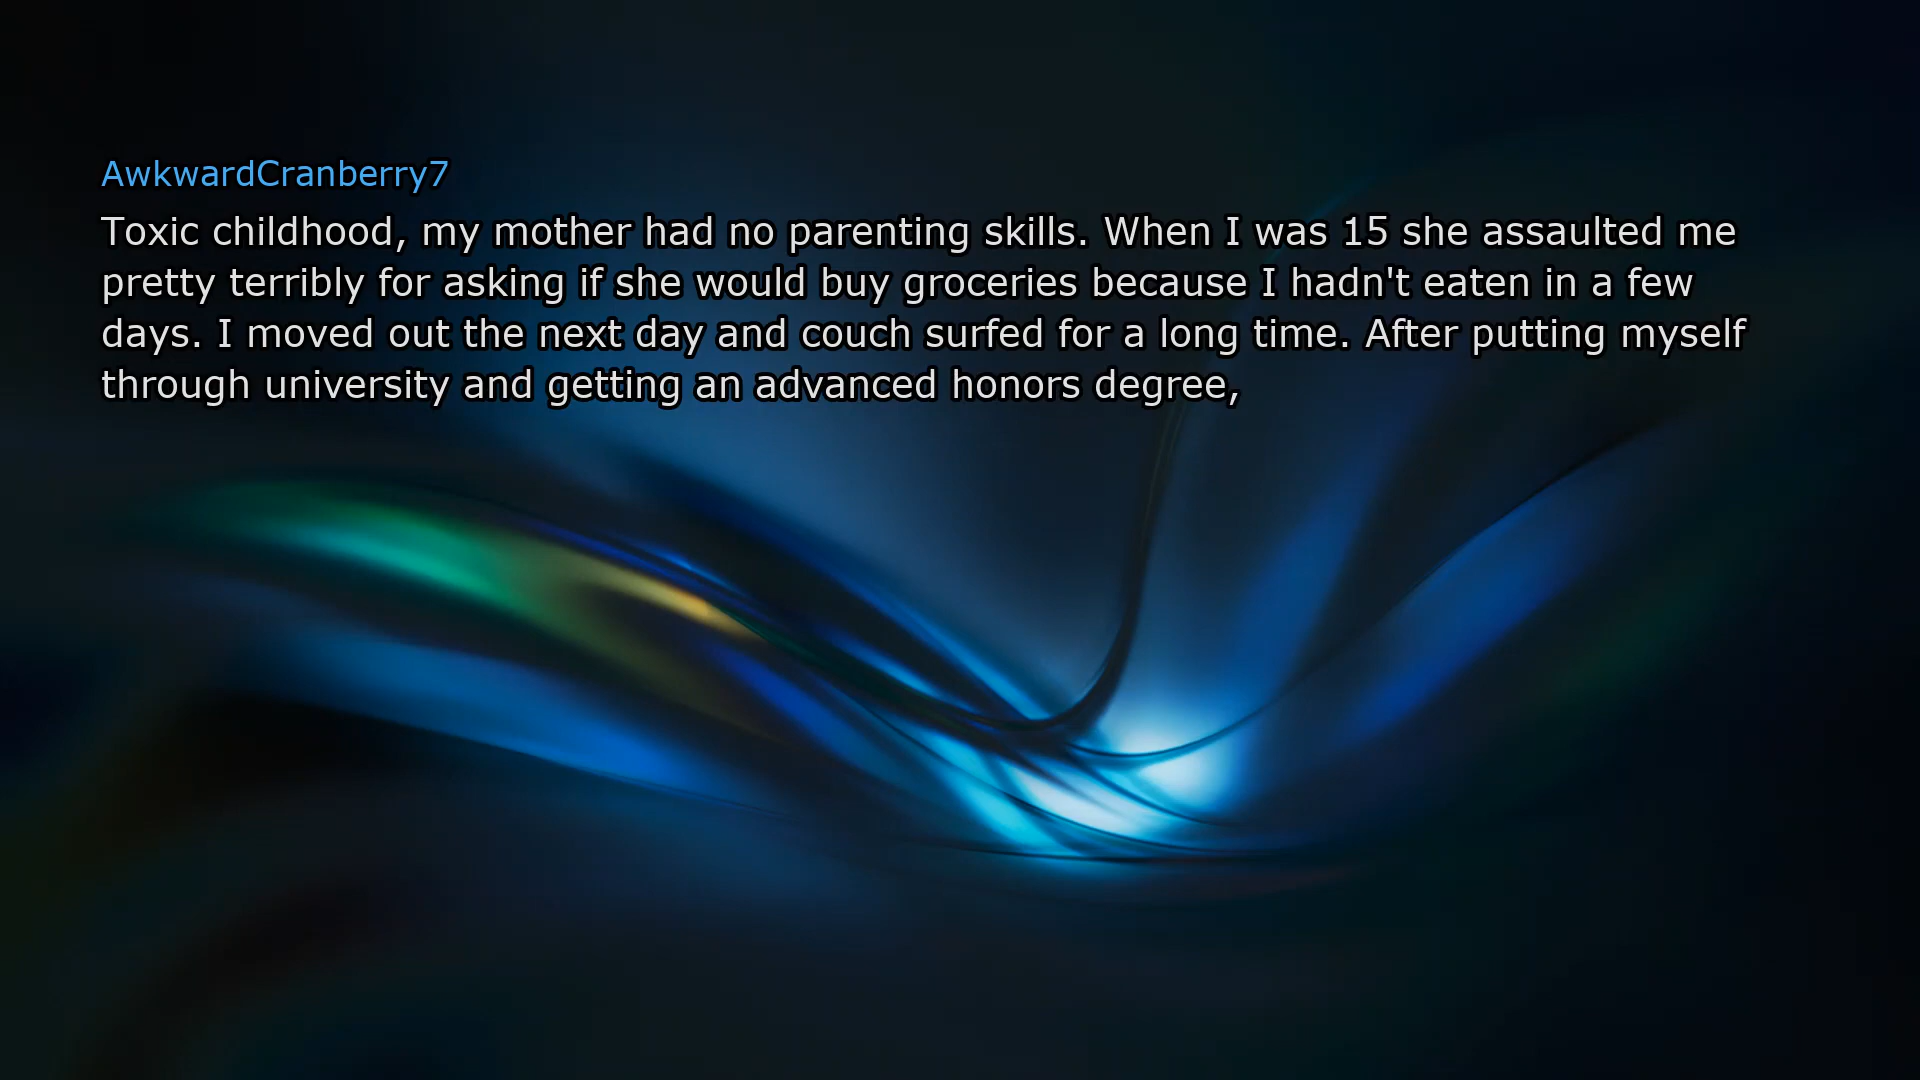 AwkwardCranberry7
Toxic childhood, my mother had no parenting skills. When I was 15 she assaulted me
pretty terribly for asking if she would buy groceries because I hadn't eaten in a few
days. I moved out the next day and couch surfed for a long time. After putting myself
through university and getting an advanced honors degree,